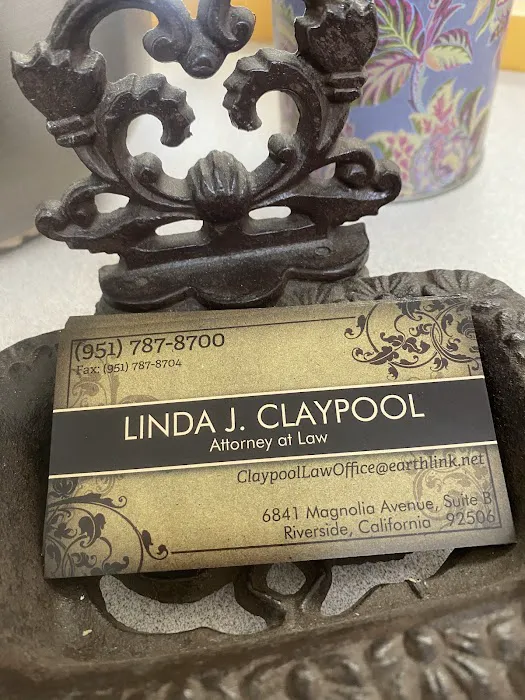 (951) 787-8700
Fax: (951) 787-8704
LINDA J. CLAYPOOL
Attorney at Law
ClaypoolLawOffice@earthlink.net
6841 Magnolia Avenue, Suite B
Riverside, California 92506